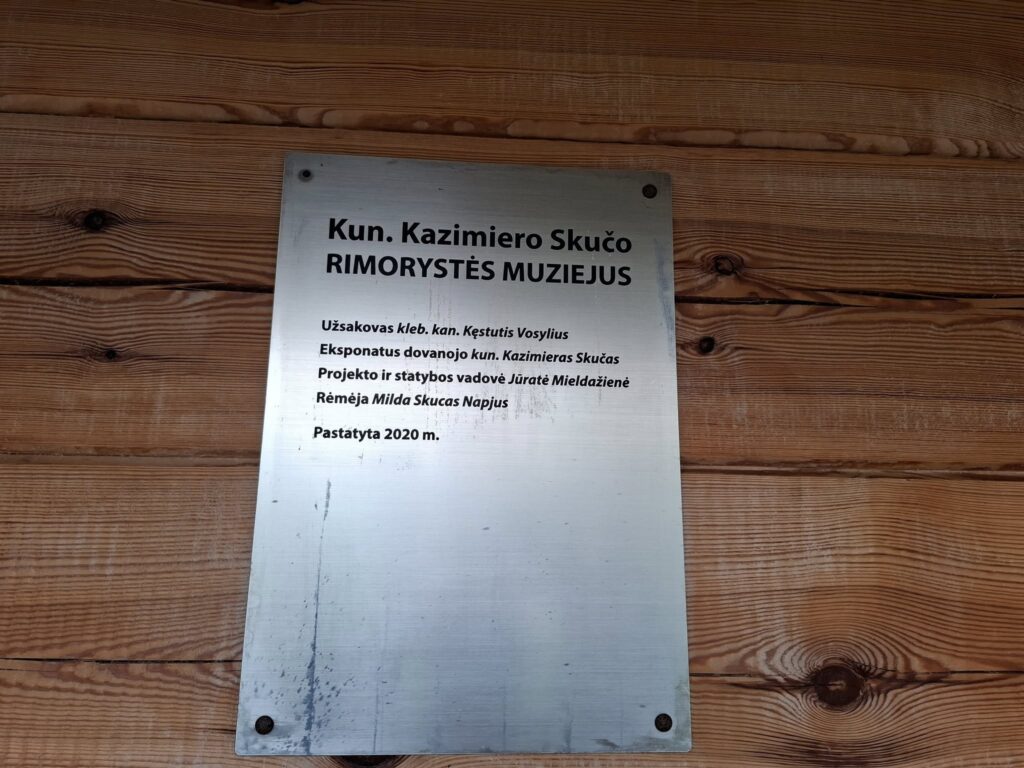 Kun. Kazimiero Skučo
RIMORYSTĖS MUZIEJUS
Užsakovas kleb. kan. Kęstutis Vosylius
Eksponatus dovanojo kun. Kazimieras Skučas
Projekto ir statybos vadovė Jūratė Mieldažienė
Rėmėja Milda Skucas Napjus
Pastatyta 2020 m.